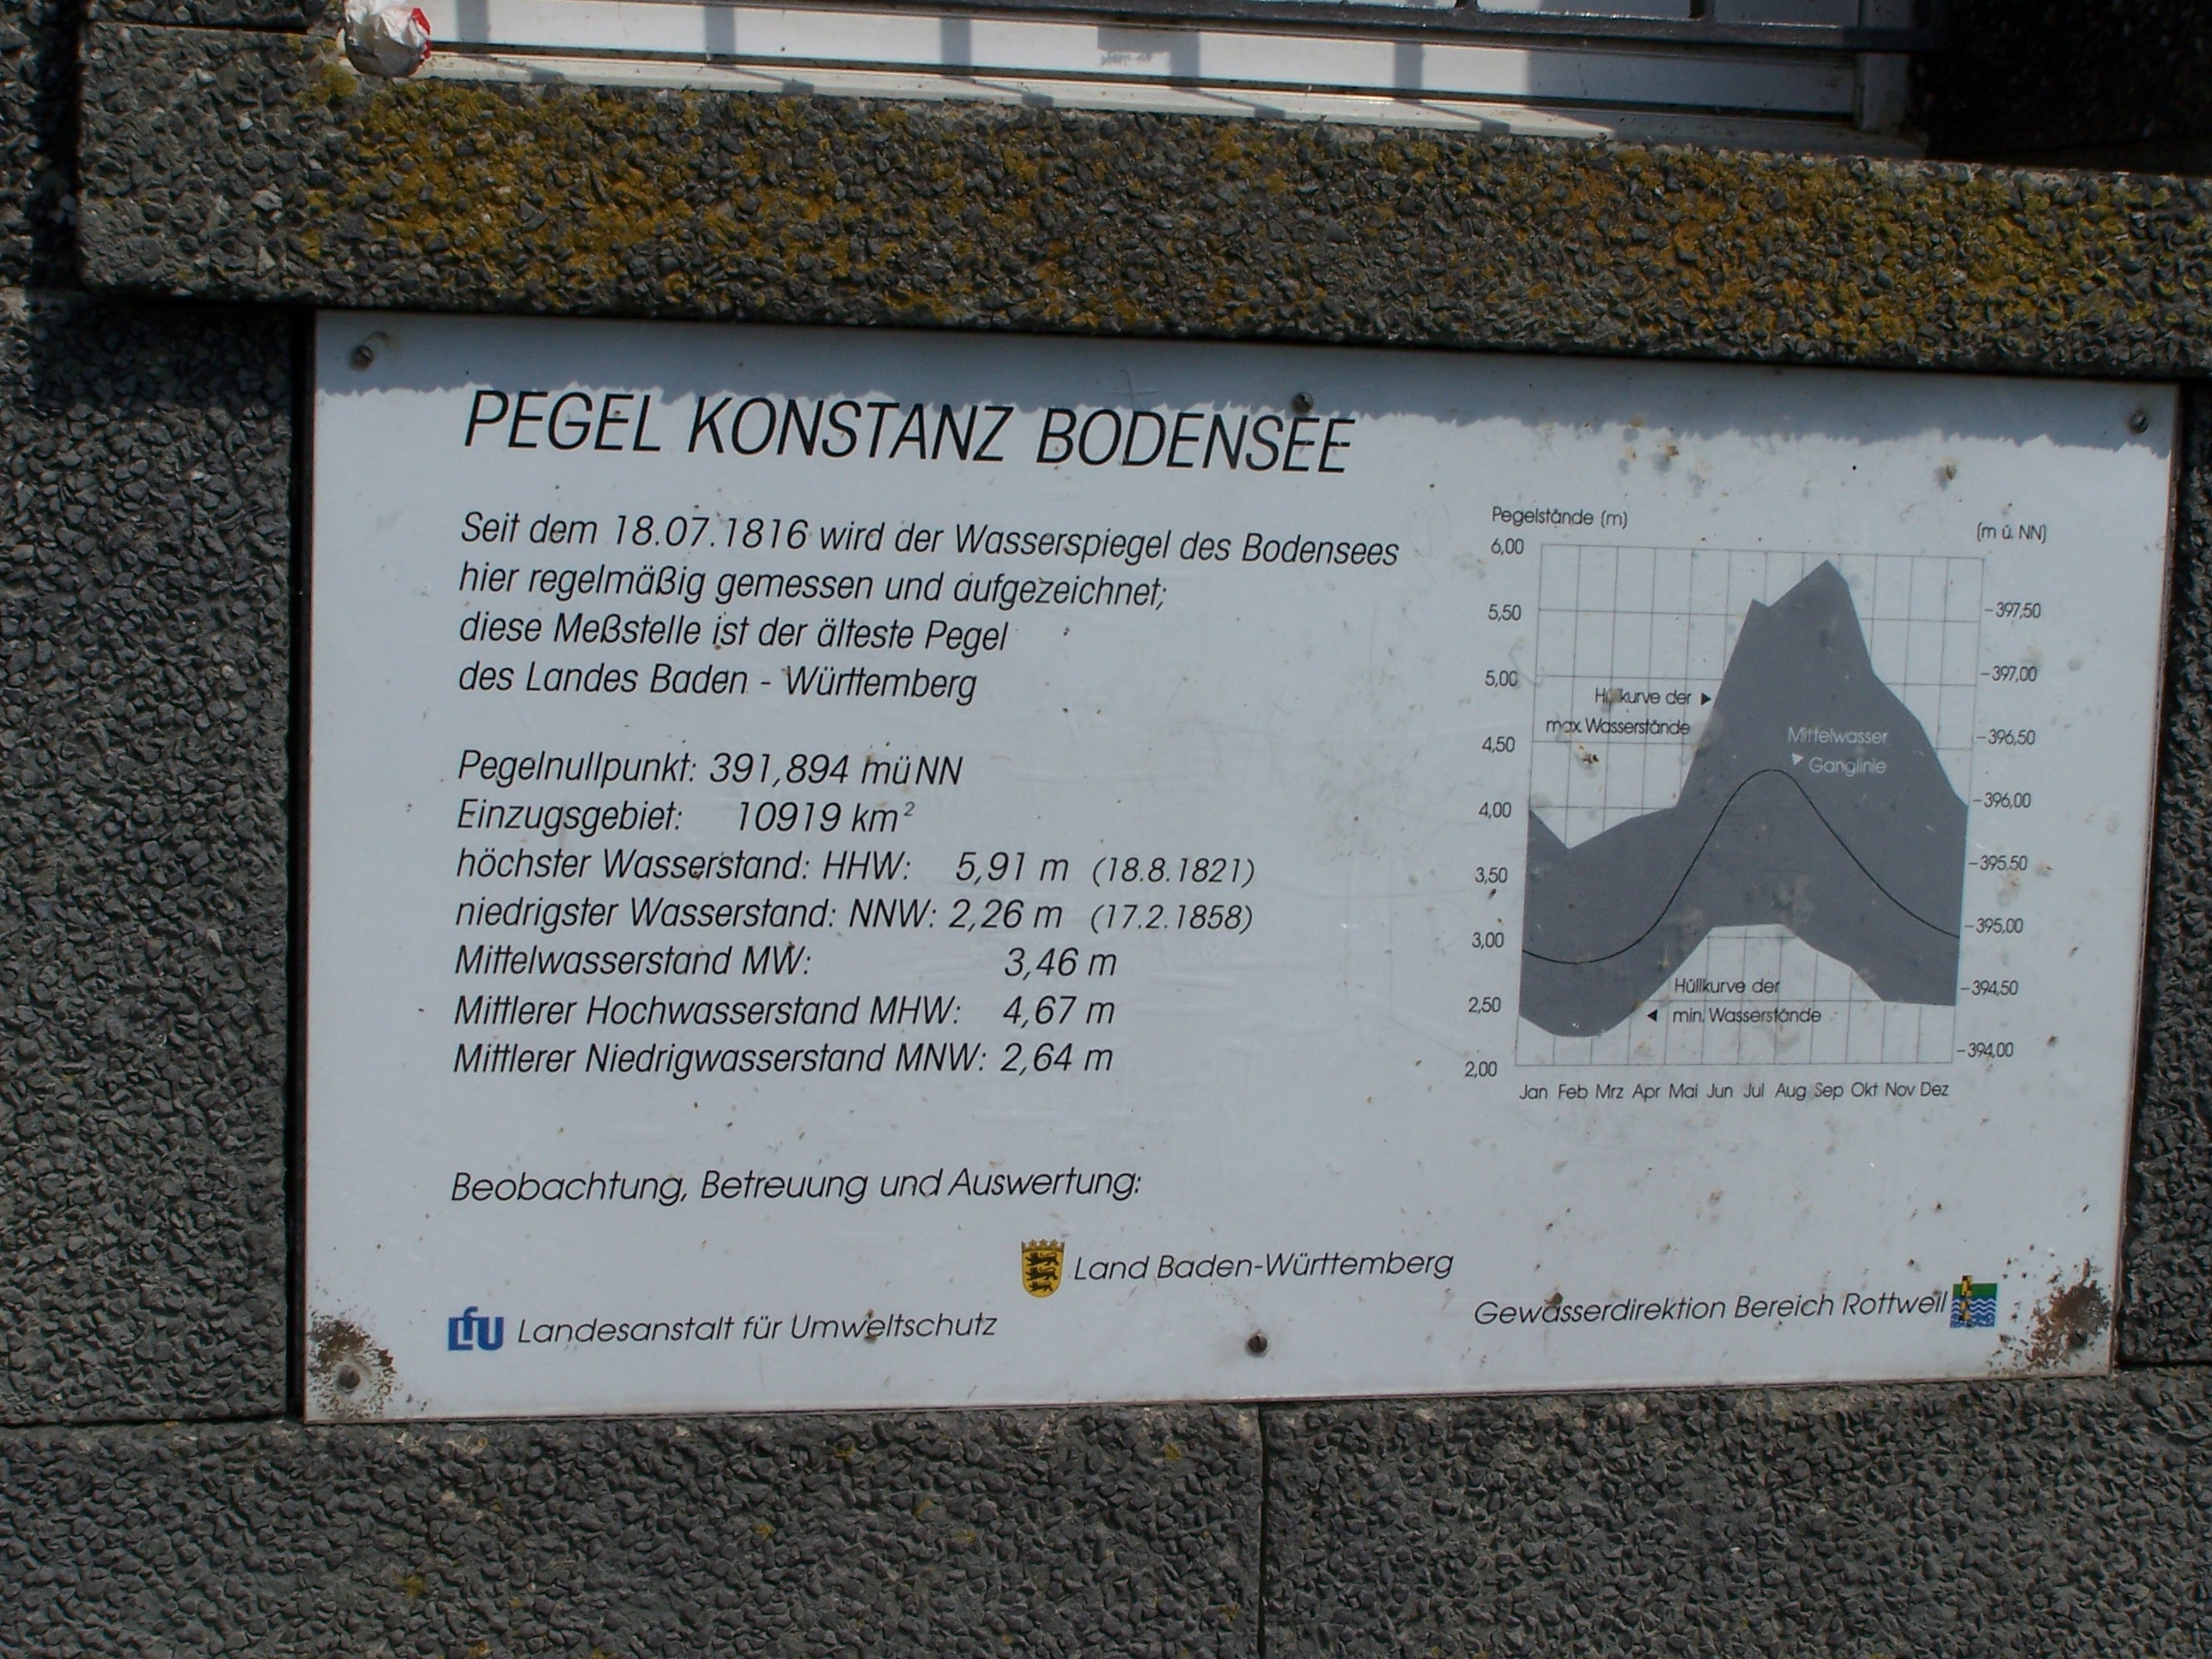 PEGEL KONSTANZ BODENSEE
Seit dem 18.07.1816 wird der Wasserspiegel des Bodensees
hier regelmäßig gemessen und aufgezeichnet;
diese Meßstelle ist der älteste Pegel
des Landes Baden - Württemberg
Pegelnullpunkt: 391,894 müNN
Einzugsgebiet: 10919 km²
höchster Wasserstand: HHW: 5,91 m (18.8.1821)
niedrigster Wasserstand: NNW: 2,26 m (17.2.1858)
Mittelwasserstand MW: 3,46 m
Mittlerer Hochwasserstand MHW: 4,67 m
Mittlerer Niedrigwasserstand MNW: 2,64 m
Pegelstände (m)
(m ü. NN)
6,00
5,50
5,00
4,50
4,00
3,50
3,00
2,50
2,00
397,50
397,00
396,50
396,00
395,50
395,00
394,50
394,00
Hüllkurve der
max. Wasserstände
Mittelwasser
Ganglinie
Hüllkurve der
min. Wasserstände
Jan Feb Mrz Apr Mai Jun Jul Aug Sep Okt Nov Dez
Beobachtung, Betreuung und Auswertung:
Land Baden-Württemberg
LfU Landesanstalt für Umweltschutz
Gewässerdirektion Bereich Rottweil